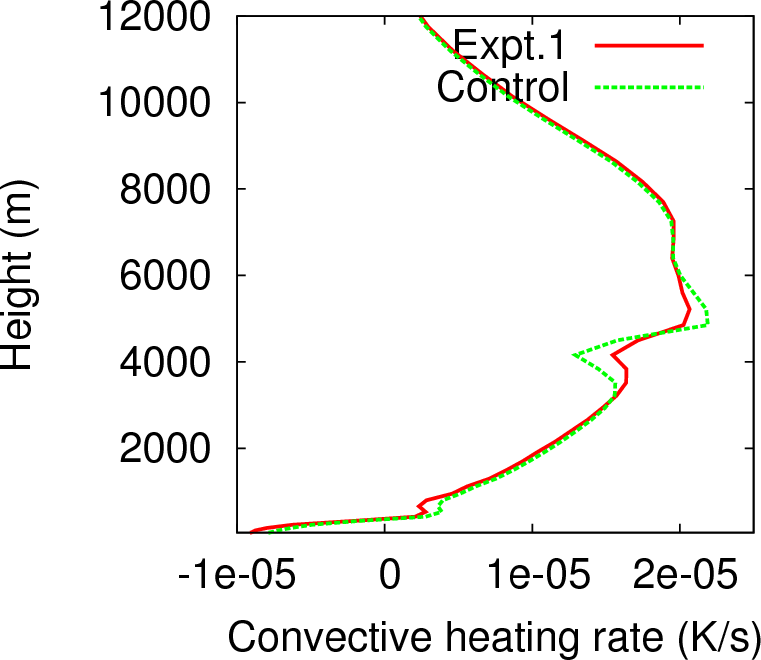 12000
10000
8000
6000
4000
2000
Height (m)
Expt.1
Control
-1e-05 0 1e-05 2e-05
Convective heating rate (K/s)